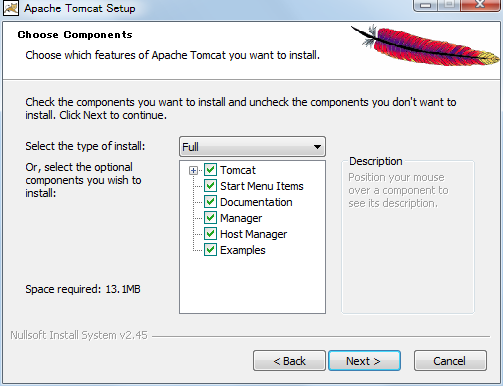 Apache Tomcat Setup
Choose Components
Choose which features of Apache Tomcat you want to install.
Check the components you want to install and uncheck the components you don't want to
install. Click Next to continue.
Select the type of install:
Full
Or, select the optional
components you wish to
install:
Tomcat
Start Menu Items
Documentation
Manager
Host Manager
Examples
Description
Position your mouse
over a component to
see its description.
Space required: 13.1MB
Nullsoft Install System v2.45
< Back
Next >
Cancel